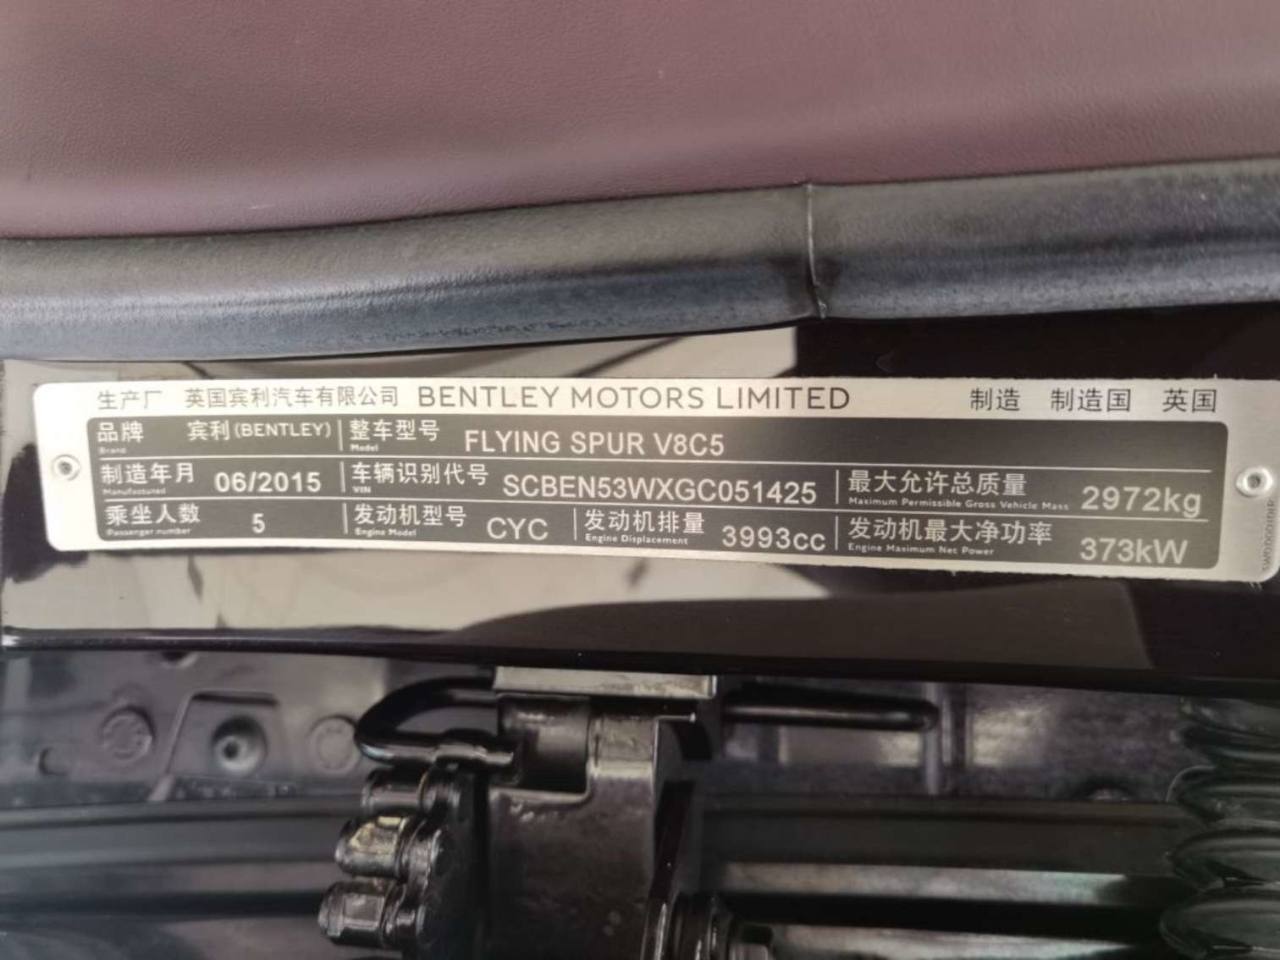 生产厂 英国宾利汽车有限公司 BENTLEY MOTORS LIMITED 制造 制造国 英国
品牌 宾利(BENTLEY) 整车型号 FLYING SPUR V8C5
Brand Model
制造年月 06/2015 车辆识别代号 SCBEN53WXGC051425 最大允许总质量 2972kg
Manufactured VIN Maximum Permissible Gross Vehicle Mass
乘坐人数 5 发动机型号 CYC 发动机排量 3993cc 发动机最大净功率 373kW
Passenger number Engine Model Engine Displacement Engine Maximum Net Power